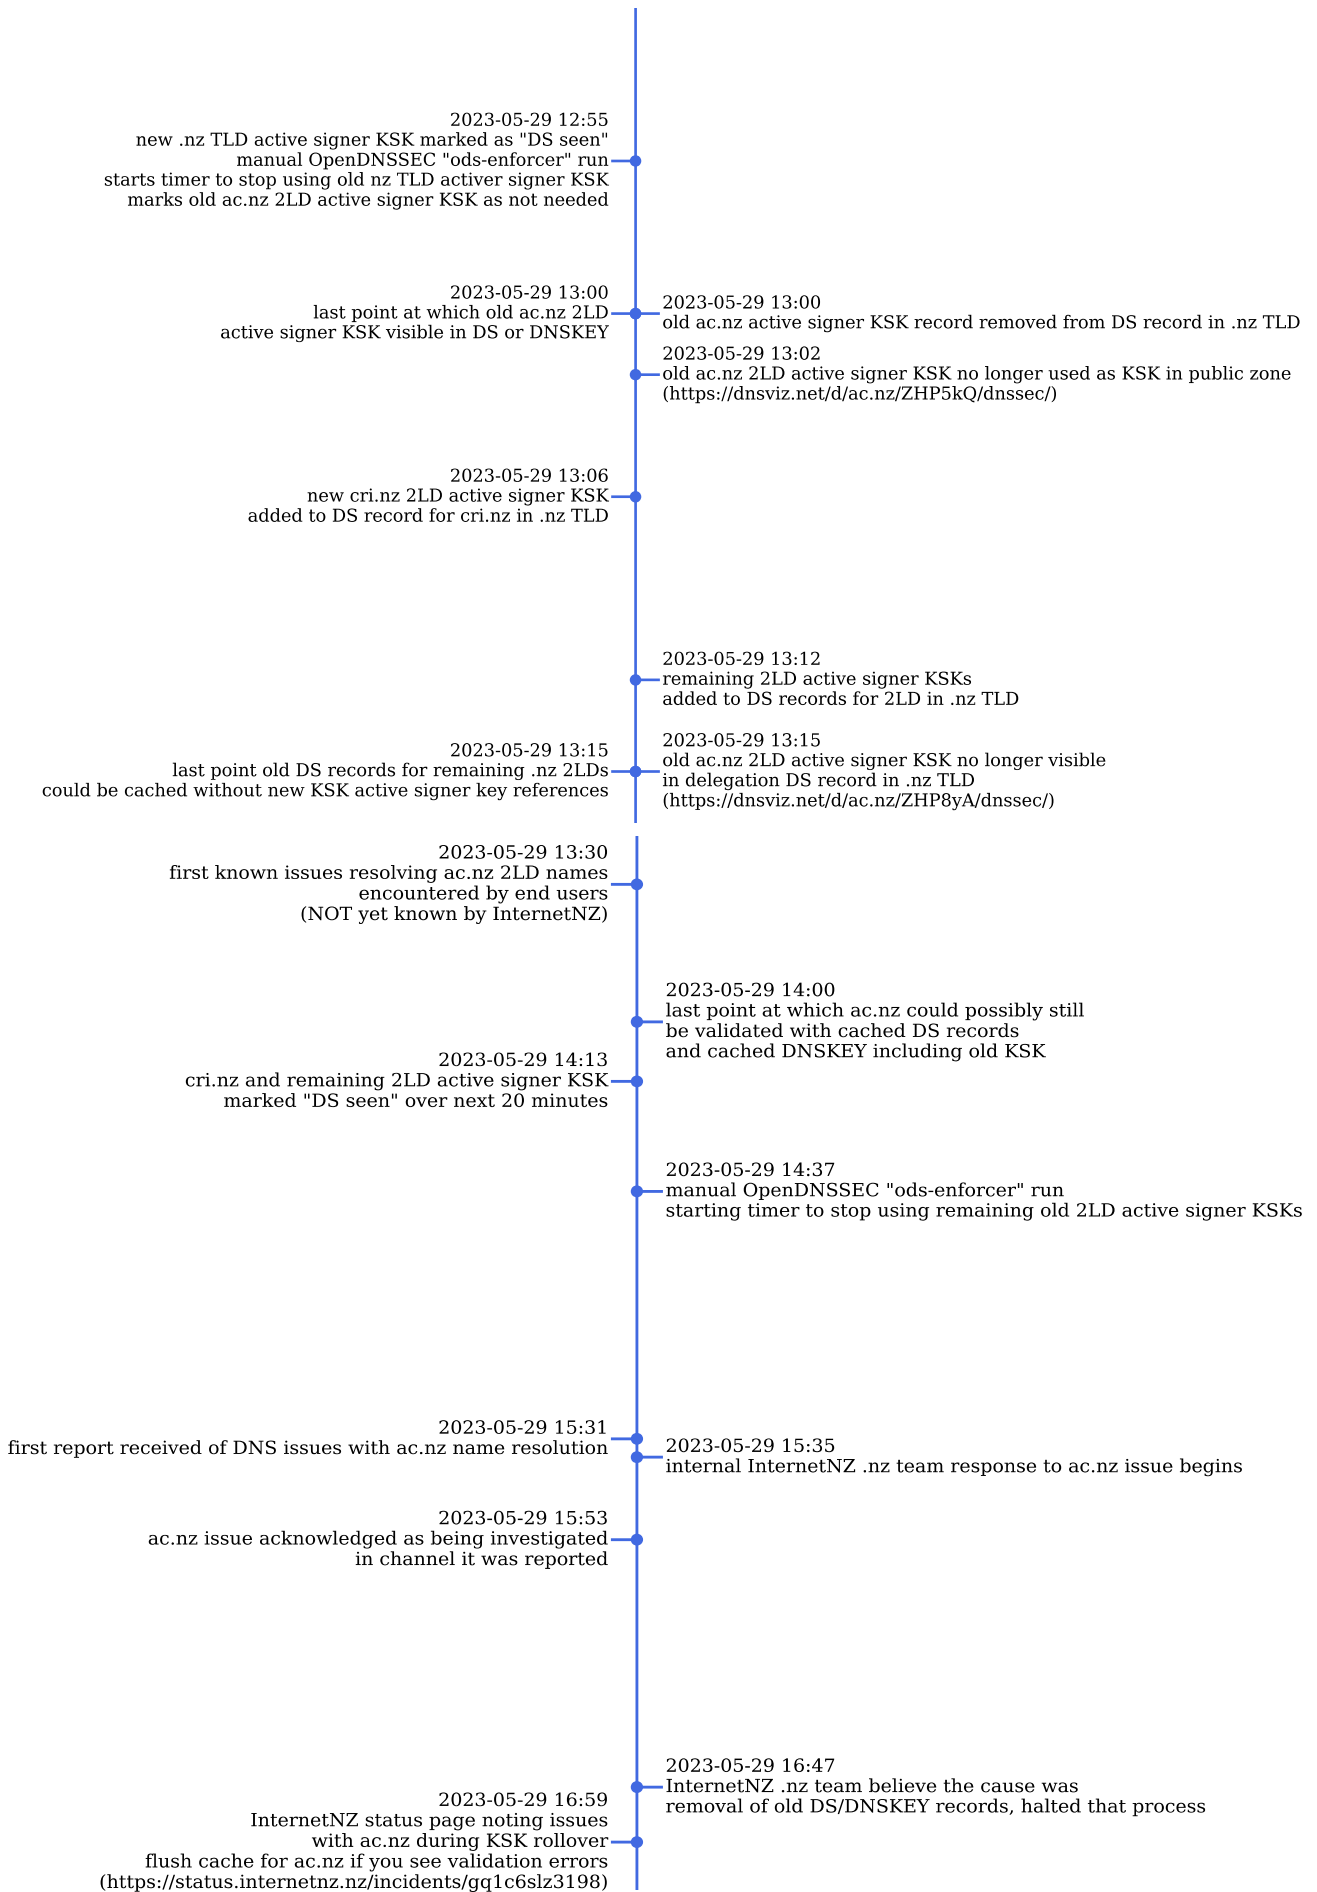 2023-05-29 12:55
new .nz TLD active signer KSK marked as "DS seen"
manual OpenDNSSEC "ods-enforcer" run
starts timer to stop using old nz TLD activer signer KSK
marks old ac.nz 2LD active signer KSK as not needed
2023-05-29 13:00
last point at which old ac.nz 2LD
active signer KSK visible in DS or DNSKEY
2023-05-29 13:00
old ac.nz active signer KSK record removed from DS record in .nz TLD
2023-05-29 13:02
old ac.nz 2LD active signer KSK no longer used as KSK in public zone
(https://dnsviz.net/d/ac.nz/ZHP5kQ/dnssec/)
2023-05-29 13:06
new cri.nz 2LD active signer KSK
added to DS record for cri.nz in .nz TLD
2023-05-29 13:12
remaining 2LD active signer KSKs
added to DS records for 2LD in .nz TLD
2023-05-29 13:15
last point old DS records for remaining .nz 2LDs
could be cached without new KSK active signer key references
2023-05-29 13:15
old ac.nz 2LD active signer KSK no longer visible
in delegation DS record in .nz TLD
(https://dnsviz.net/d/ac.nz/ZHP8yA/dnssec/)
2023-05-29 13:30
first known issues resolving ac.nz 2LD names
encountered by end users
(NOT yet known by InternetNZ)
2023-05-29 14:00
last point at which ac.nz could possibly still
be validated with cached DS records
and cached DNSKEY including old KSK
2023-05-29 14:13
cri.nz and remaining 2LD active signer KSK
marked "DS seen" over next 20 minutes
2023-05-29 14:37
manual OpenDNSSEC "ods-enforcer" run
starting timer to stop using remaining old 2LD active signer KSKs
2023-05-29 15:31
first report received of DNS issues with ac.nz name resolution
2023-05-29 15:35
internal InternetNZ .nz team response to ac.nz issue begins
2023-05-29 15:53
ac.nz issue acknowledged as being investigated
in channel it was reported
2023-05-29 16:47
InternetNZ .nz team believe the cause was
removal of old DS/DNSKEY records, halted that process
2023-05-29 16:59
InternetNZ status page noting issues
with ac.nz during KSK rollover
flush cache for ac.nz if you see validation errors
(https://status.internetnz.nz/incidents/gq1c6slz3198)